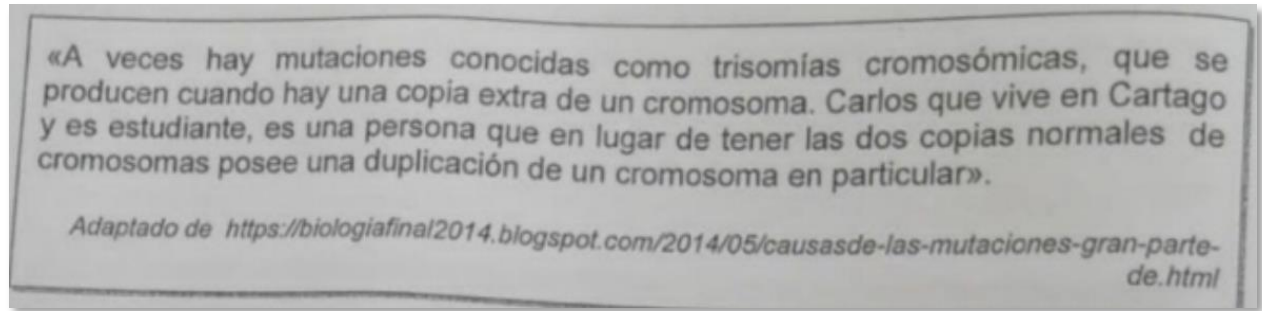 «A veces hay mutaciones conocidas como trisomías cromosómicas, que se
producen cuando hay una copia extra de un cromosoma. Carlos que vive en Cartago
y es estudiante, es una persona que en lugar de tener las dos copias normales de
cromosomas posee una duplicación de un cromosoma en particular».
Adaptado de https://biologiafinal2014.blogspot.com/2014/05/causasde-las-mutaciones-gran-parte-
de.html